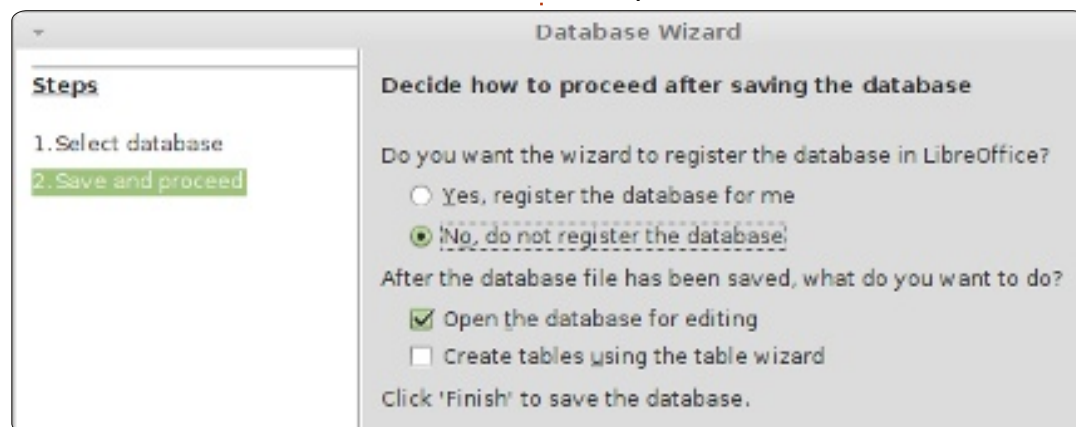 Database Wizard
Steps
1.Select database
2.Save and proceed
Decide how to proceed after saving the database
Do you want the wizard to register the database in LibreOffice?
Yes, register the database for me
No, do not register the database
After the database file has been saved, what do you want to do?
Open the database for editing
Create tables using the table wizard
Click 'Finish' to save the database.